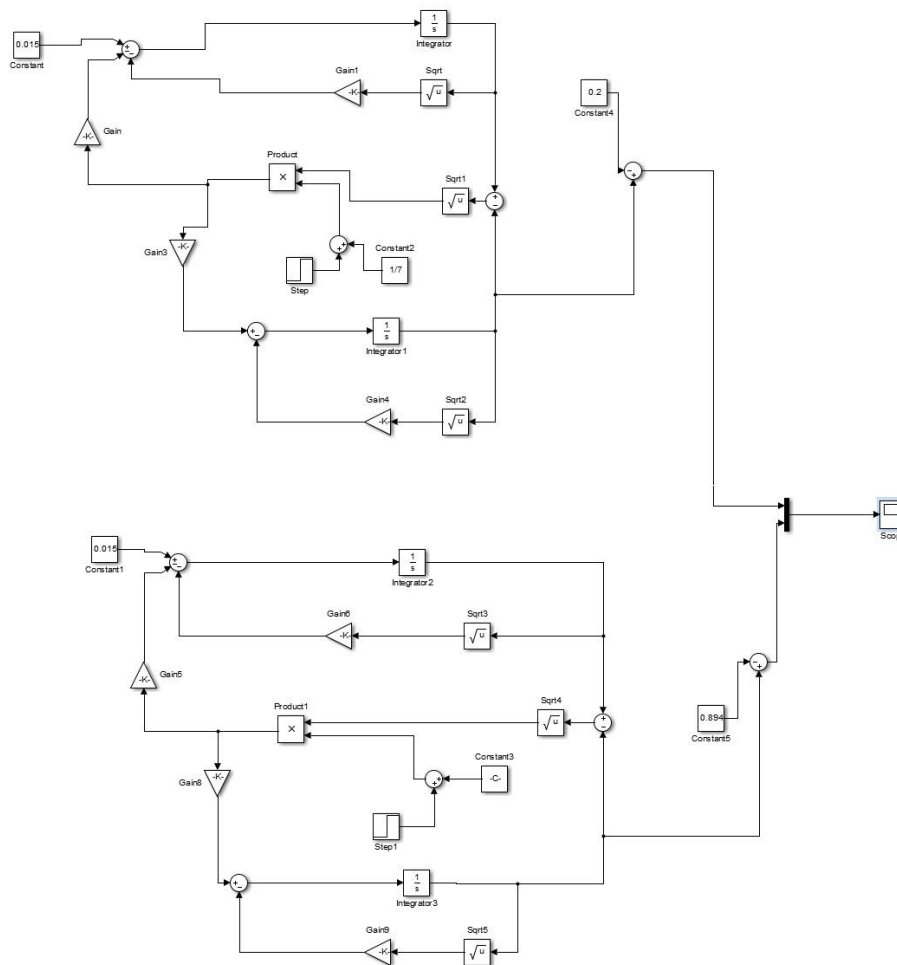 1
s
Integrator
0.015
Constant
+
−
−
Gain1
-K-
Sqrt
√u
0.2
Constant4
-K-
Gain
Product
×
Sqrt1
√u
+
−
−
+
Gain3
-K-
+
+
Constant2
1/7
Step
+
−
1
s
Integrator1
Gain4
-K-
Sqrt2
√u
0.015
Constant1
+
−
−
1
s
Integrator2
Gain6
-K-
Sqrt3
√u
Scop
-K-
Gain5
Product1
×
Sqrt4
√u
+
−
−
+
0.894
Constant5
Gain8
-K-
+
+
Constant3
-C-
Step1
+
−
1
s
Integrator3
Gain9
-K-
Sqrt5
√u